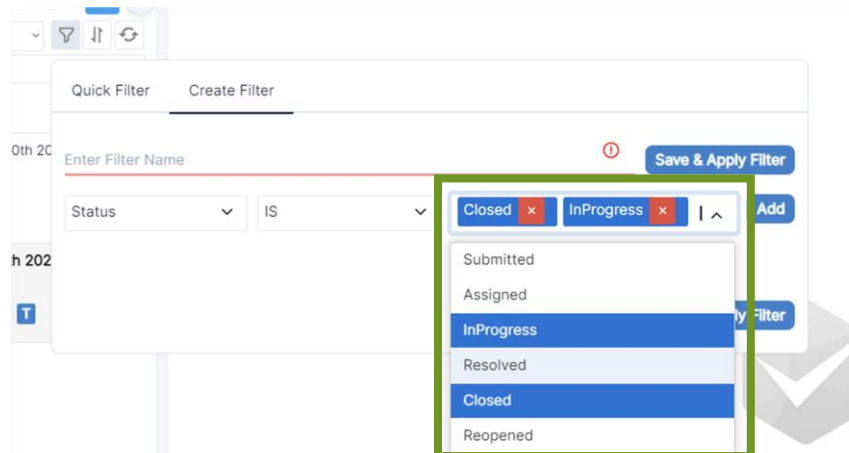 Quick Filter Create Filter
0th 20
Enter Filter Name
Save & Apply Filter
Status IS Closed × InProgress × Add
Submitted
h 202
Assigned
T InProgress ly Filter
Resolved
Closed
Reopened